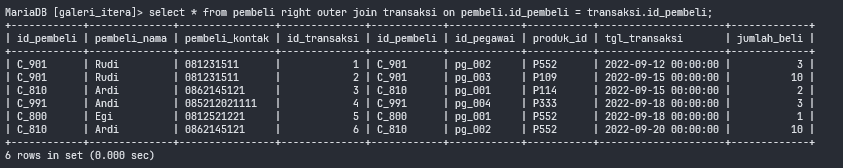 MariaDB [galeri_itera]> select * from pembeli right outer join transaksi on pembeli.id_pembeli = transaksi.id_pembeli;
+------------+--------------+----------------+--------------+------------+------------+-----------+---------------------+-------------+
| id_pembeli | pembeli_nama | pembeli_kontak | id_transaksi | id_pembeli | id_pegawai | produk_id | tgl_transaksi       | jumlah_beli |
+------------+--------------+----------------+--------------+------------+------------+-----------+---------------------+-------------+
| C_901      | Rudi         | 081231511      |            1 | C_901      | pg_002     | P552      | 2022-09-12 00:00:00 |           3 |
| C_901      | Rudi         | 081231511      |            2 | C_901      | pg_003     | P109      | 2022-09-15 00:00:00 |          10 |
| C_810      | Ardi         | 0862145121     |            3 | C_810      | pg_001     | P114      | 2022-09-15 00:00:00 |           2 |
| C_991      | Andi         | 085212021111   |            4 | C_991      | pg_004     | P333      | 2022-09-18 00:00:00 |           3 |
| C_800      | Egi          | 0812521221     |            5 | C_800      | pg_001     | P552      | 2022-09-18 00:00:00 |           1 |
| C_810      | Ardi         | 0862145121     |            6 | C_810      | pg_002     | P552      | 2022-09-20 00:00:00 |          10 |
+------------+--------------+----------------+--------------+------------+------------+-----------+---------------------+-------------+
6 rows in set (0.000 sec)